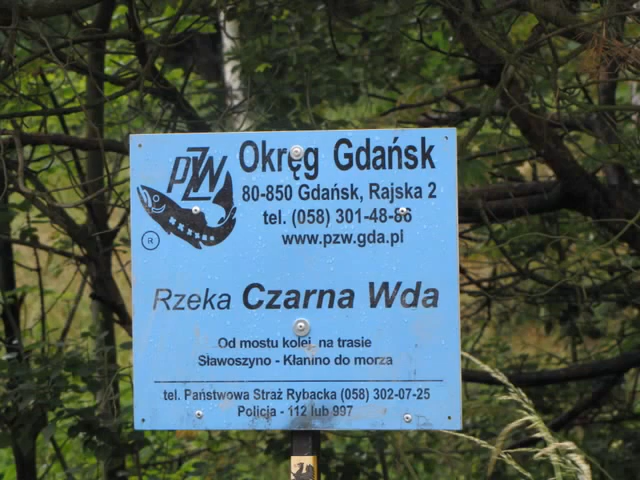 PZW
Okręg Gdańsk
80-850 Gdańsk, Rajska 2
tel. (058) 301-48-86
www.pzw.gda.pl
®
Rzeka Czarna Wda
Od mostu kolej. na trasie
Sławoszyno - Kłanino do morza
tel. Państwowa Straż Rybacka (058) 302-07-25
Policja - 112 lub 997